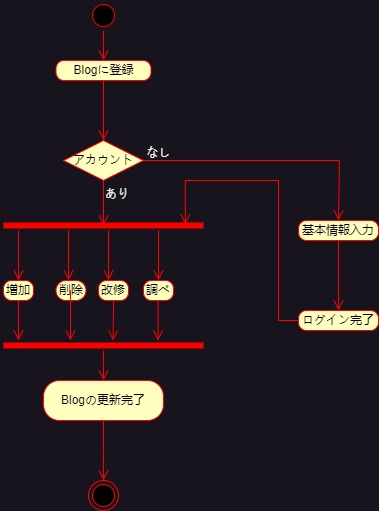 Blogに登録
アカウント
なし
あり
基本情報入力
増加
削除
改修
調べ
ログイン完了
Blogの更新完了